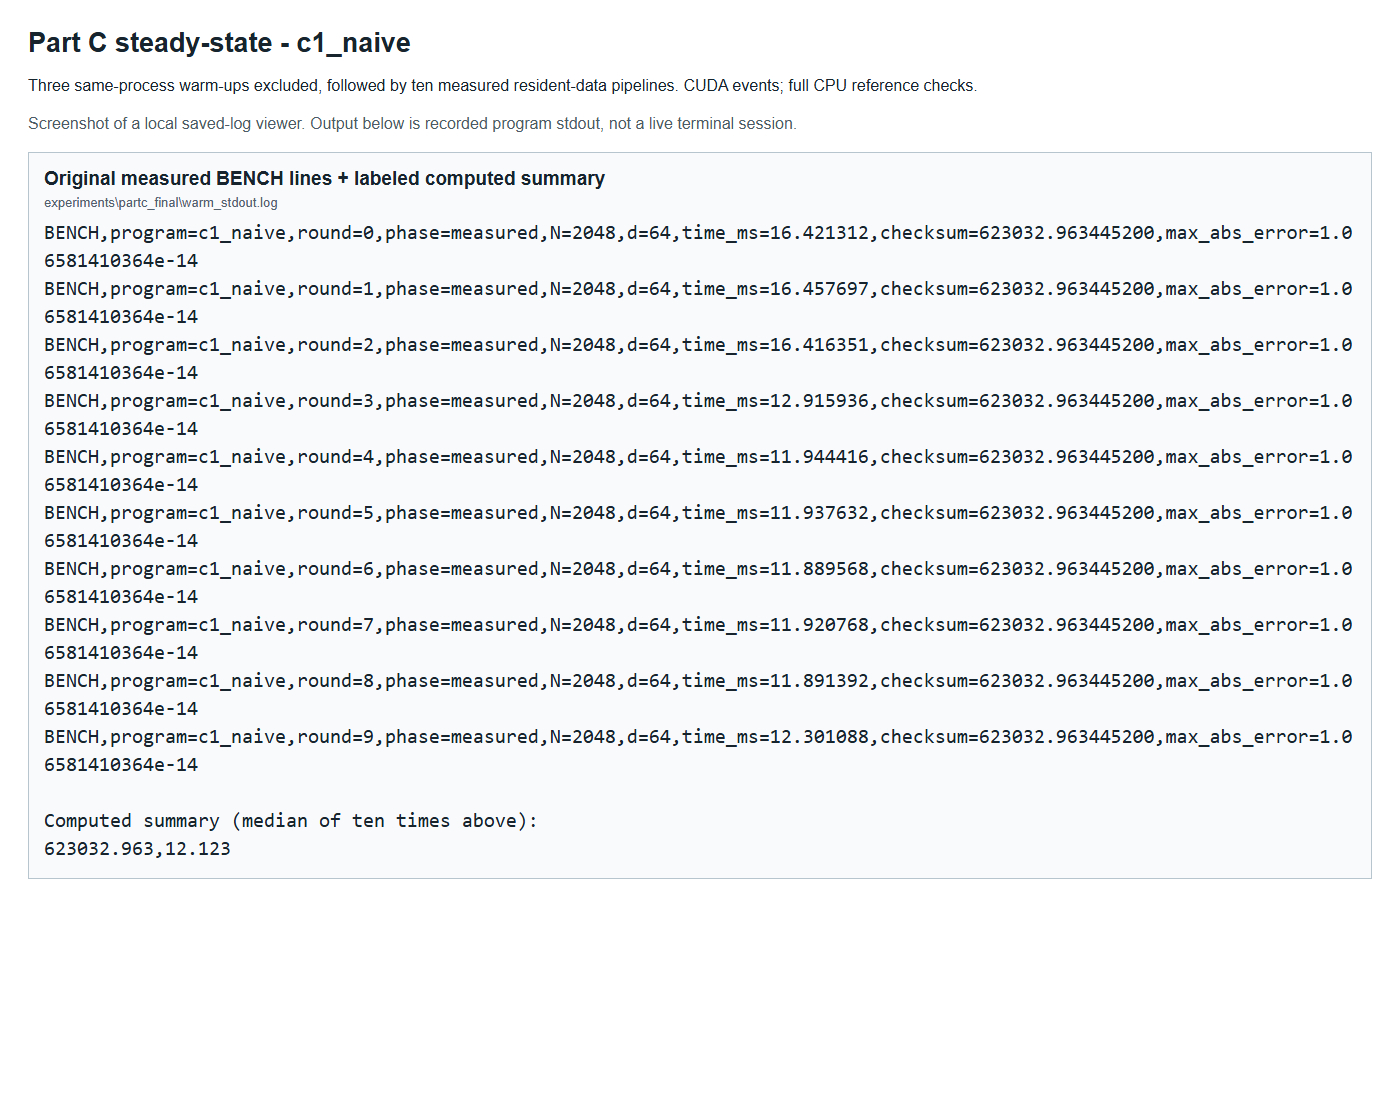 Part C steady-state - c1_naive
Three same-process warm-ups excluded, followed by ten measured resident-data pipelines. CUDA events; full CPU reference checks.
Screenshot of a local saved-log viewer. Output below is recorded program stdout, not a live terminal session.
Original measured BENCH lines + labeled computed summary
experiments\partc_final\warm_stdout.log
BENCH,program=c1_naive,round=0,phase=measured,N=2048,d=64,time_ms=16.421312,checksum=623032.963445200,max_abs_error=1.0
6581410364e-14
BENCH,program=c1_naive,round=1,phase=measured,N=2048,d=64,time_ms=16.457697,checksum=623032.963445200,max_abs_error=1.0
6581410364e-14
BENCH,program=c1_naive,round=2,phase=measured,N=2048,d=64,time_ms=16.416351,checksum=623032.963445200,max_abs_error=1.0
6581410364e-14
BENCH,program=c1_naive,round=3,phase=measured,N=2048,d=64,time_ms=12.915936,checksum=623032.963445200,max_abs_error=1.0
6581410364e-14
BENCH,program=c1_naive,round=4,phase=measured,N=2048,d=64,time_ms=11.944416,checksum=623032.963445200,max_abs_error=1.0
6581410364e-14
BENCH,program=c1_naive,round=5,phase=measured,N=2048,d=64,time_ms=11.937632,checksum=623032.963445200,max_abs_error=1.0
6581410364e-14
BENCH,program=c1_naive,round=6,phase=measured,N=2048,d=64,time_ms=11.889568,checksum=623032.963445200,max_abs_error=1.0
6581410364e-14
BENCH,program=c1_naive,round=7,phase=measured,N=2048,d=64,time_ms=11.920768,checksum=623032.963445200,max_abs_error=1.0
6581410364e-14
BENCH,program=c1_naive,round=8,phase=measured,N=2048,d=64,time_ms=11.891392,checksum=623032.963445200,max_abs_error=1.0
6581410364e-14
BENCH,program=c1_naive,round=9,phase=measured,N=2048,d=64,time_ms=12.301088,checksum=623032.963445200,max_abs_error=1.0
6581410364e-14
Computed summary (median of ten times above):
623032.963,12.123